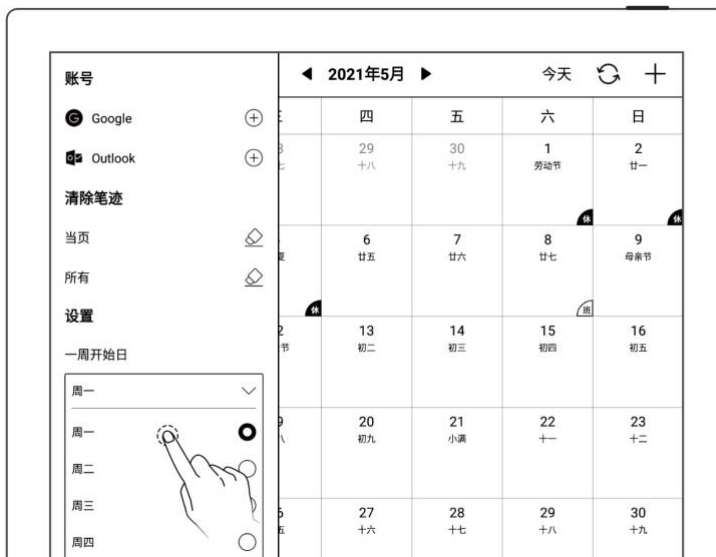 账号
Google
Outlook
清除笔迹
当页
所有
设置
一周开始日
周一
周一
周二
周三
周四
2021年5月
今天
四 五 六 日
29 30 1 2
十八 十九 劳动节 廿一
休 休
6 7 8 9
廿五 廿六 廿七 母亲节
休 班
13 14 15 16
初二 初三 初四 初五
20 21 22 23
初九 小满 十一 十二
27 28 29 30
十六 十七 十八 十九